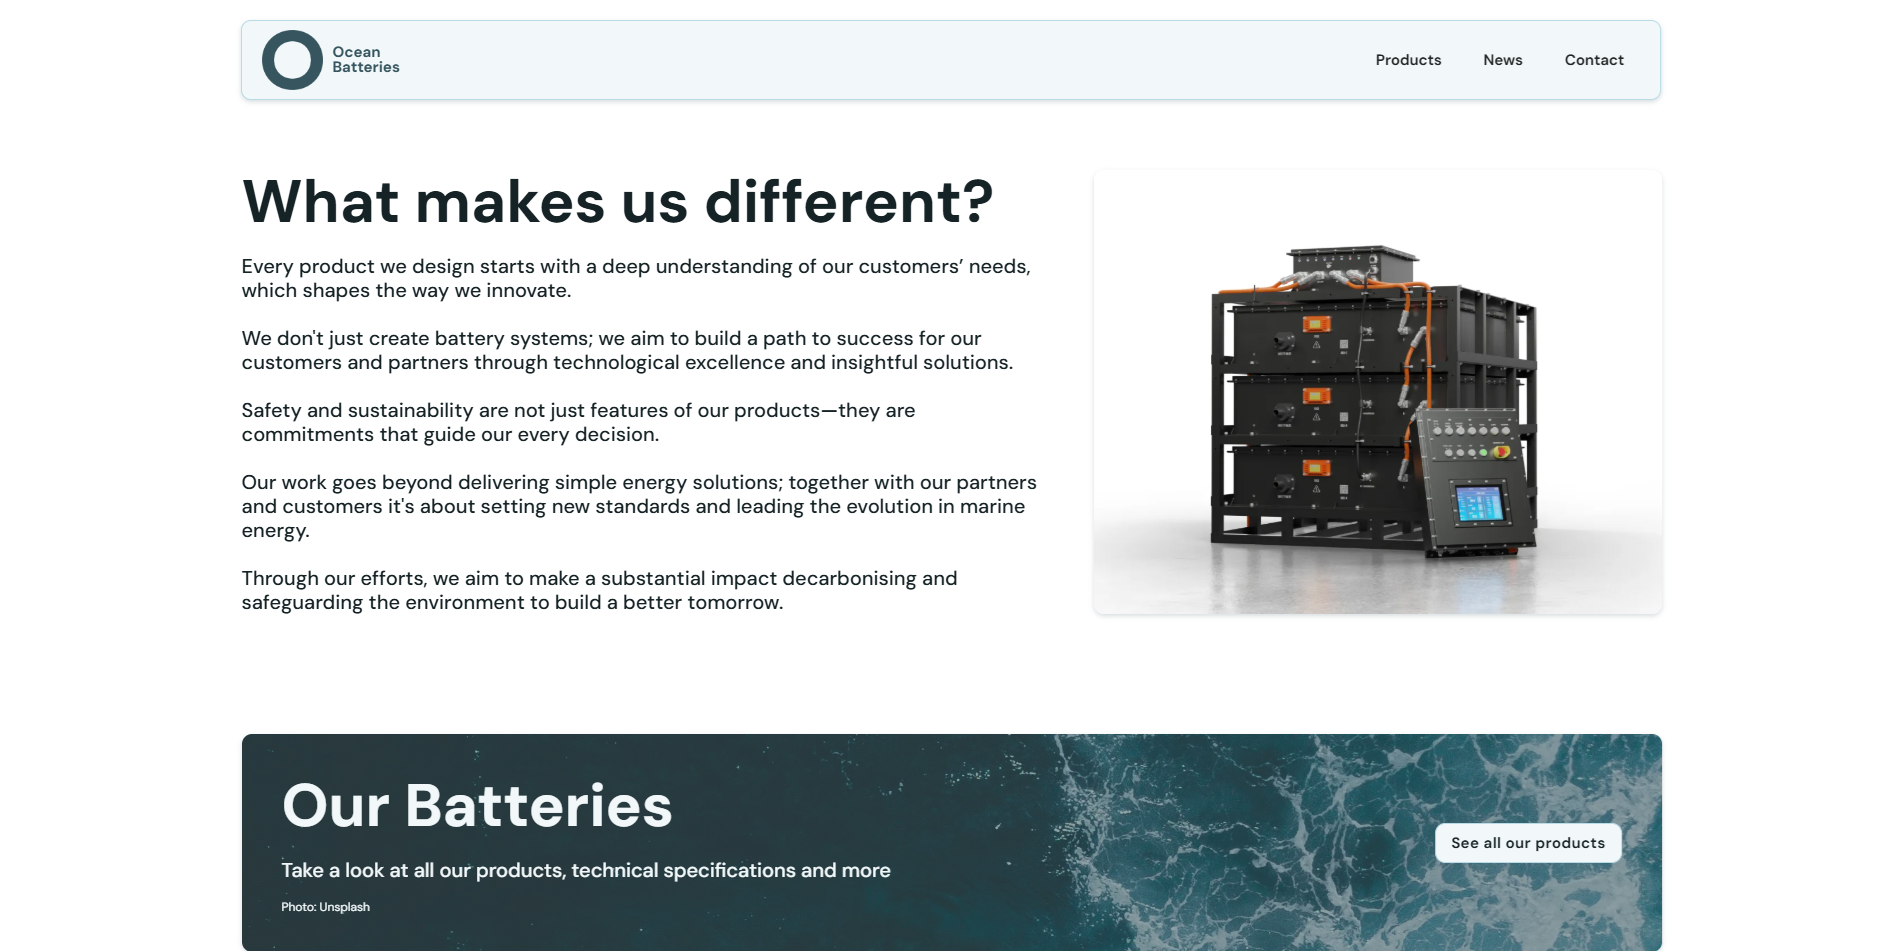 Ocean
Batteries
Products
News
Contact
What makes us different?
Every product we design starts with a deep understanding of our customers’ needs,
which shapes the way we innovate.
We don't just create battery systems; we aim to build a path to success for our
customers and partners through technological excellence and insightful solutions.
Safety and sustainability are not just features of our products—they are
commitments that guide our every decision.
Our work goes beyond delivering simple energy solutions; together with our partners
and customers it's about setting new standards and leading the evolution in marine
energy.
Through our efforts, we aim to make a substantial impact decarbonising and
safeguarding the environment to build a better tomorrow.
Our Batteries
Take a look at all our products, technical specifications and more
Photo: Unsplash
See all our products